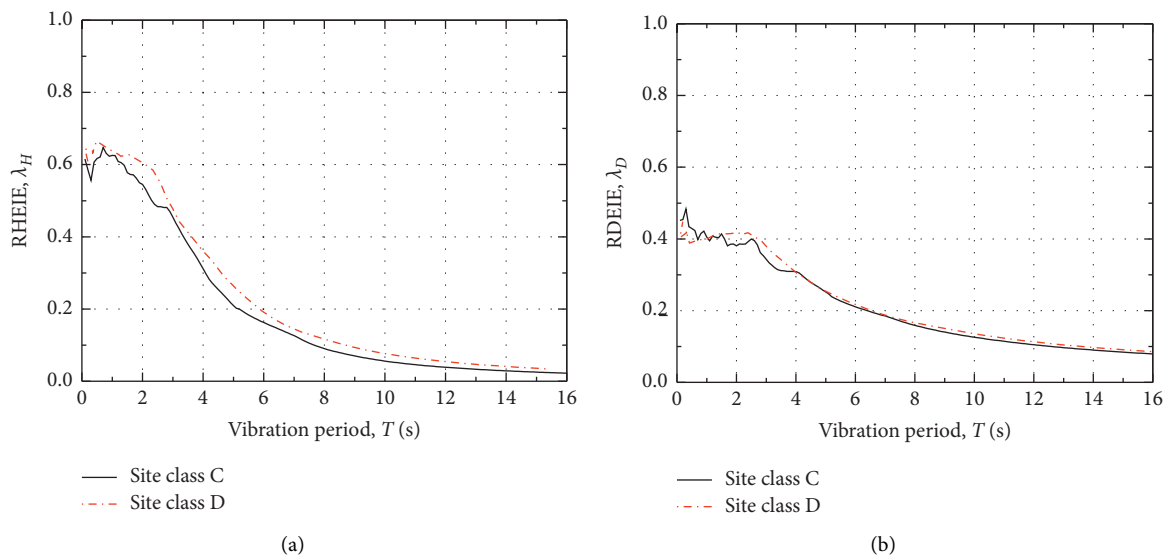 1.0
0.8
0.6
0.4
0.2
0.0
RHEIE, λ_H
0 2 4 6 8 10 12 14 16
Vibration period, T (s)
Site class C
Site class D
(a)
1.0
0.8
0.6
0.4
0.2
0.0
RDEIE, λ_D
0 2 4 6 8 10 12 14 16
Vibration period, T (s)
Site class C
Site class D
(b)